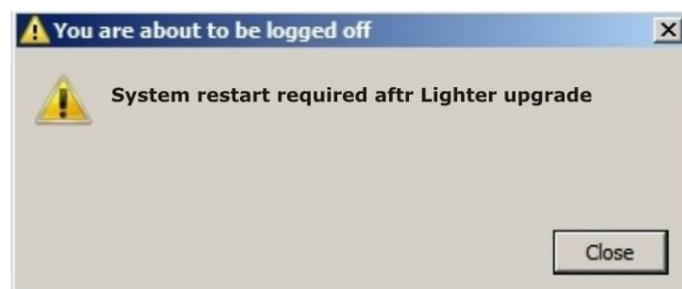 You are about to be logged off
System restart required aftr Lighter upgrade
Close